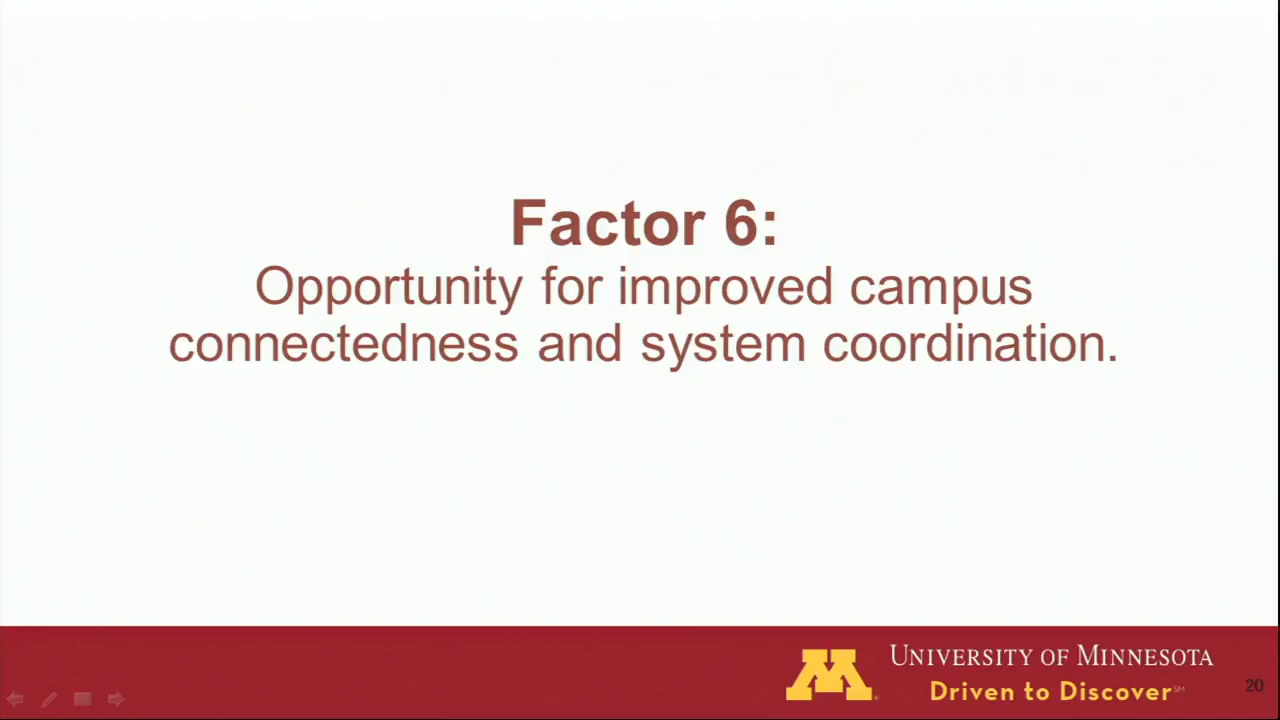 Factor 6:
Opportunity for improved campus
connectedness and system coordination.
UNIVERSITY OF MINNESOTA
Driven to Discover℠
20